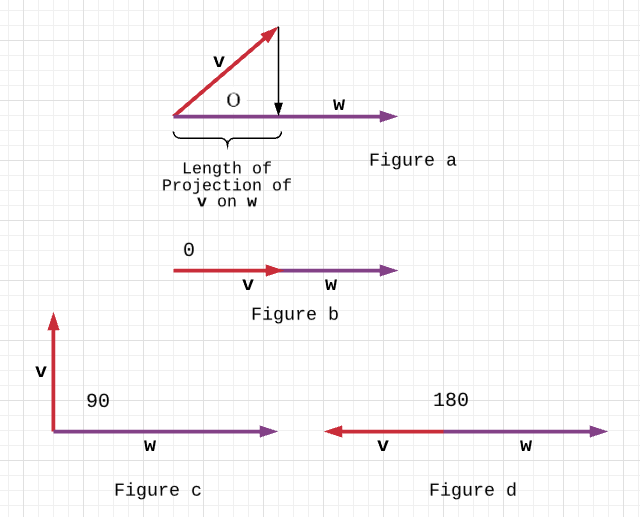 v
O
w
Figure a
Length of
Projection of
v on w
0
v w
Figure b
v
90
w
Figure c
180
v w
Figure d